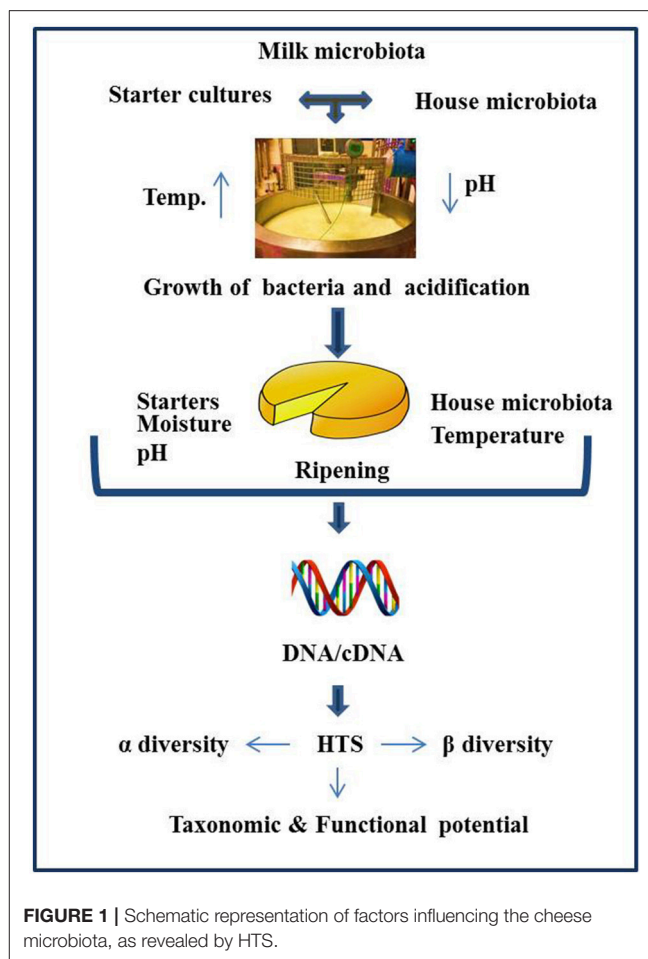 Milk microbiota
Starter cultures
House microbiota
Temp.
pH
Growth of bacteria and acidification
Starters
Moisture
pH
House microbiota
Temperature
Ripening
DNA/cDNA
α diversity HTS β diversity
Taxonomic & Functional potential
FIGURE 1 | Schematic representation of factors influencing the cheese
microbiota, as revealed by HTS.